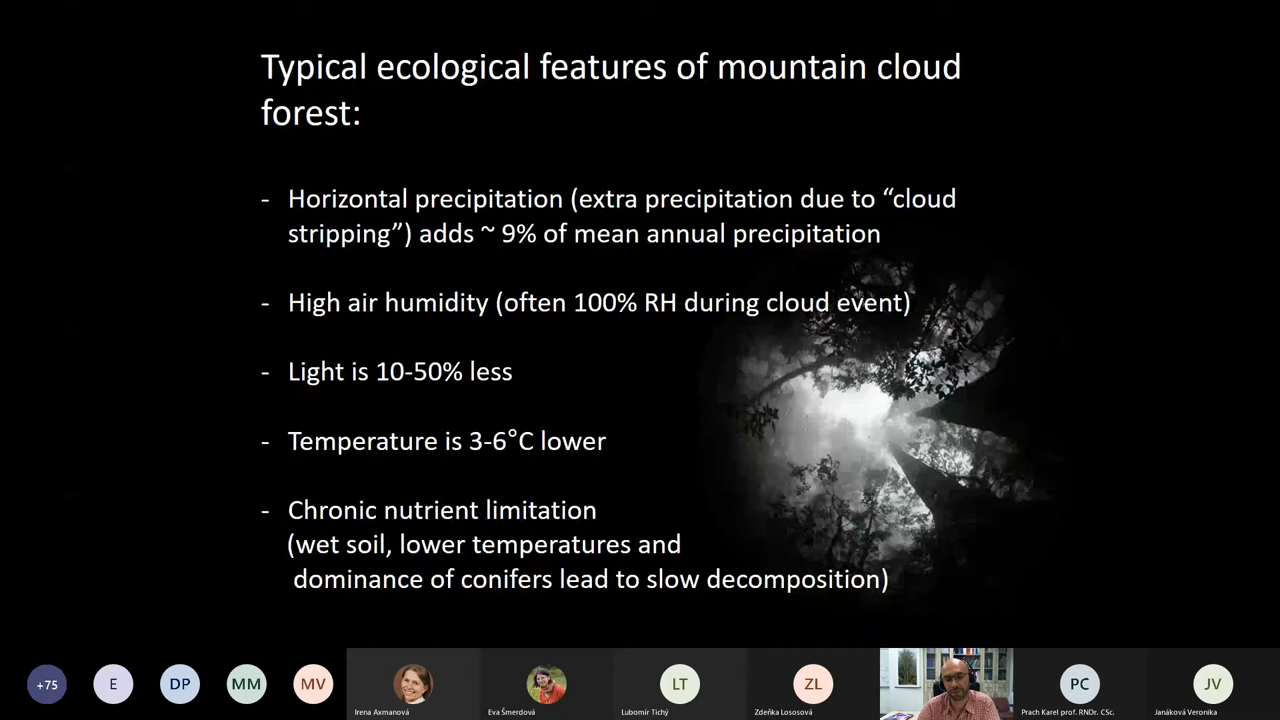 Typical ecological features of mountain cloud
forest:
- Horizontal precipitation (extra precipitation due to “cloud
stripping”) adds ~ 9% of mean annual precipitation
- High air humidity (often 100% RH during cloud event)
- Light is 10-50% less
- Temperature is 3-6°C lower
- Chronic nutrient limitation
(wet soil, lower temperatures and
dominance of conifers lead to slow decomposition)
+75 E DP MM MV LT ZL PC JV
Irena Axmanová Eva Šmerdová Lubomír Tichý Zdeňka Lososová Prach Karel prof. RNDr. CSc. Janáková Veronika